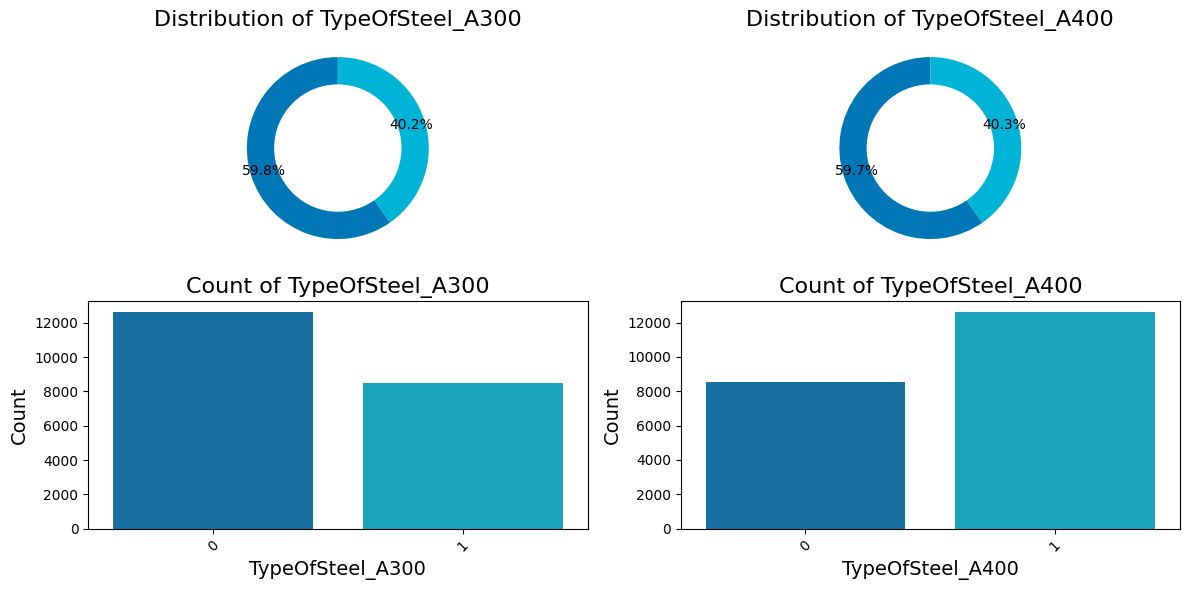 Distribution of TypeOfSteel_A300
40.2%
59.8%
Distribution of TypeOfSteel_A400
40.3%
59.7%
Count of TypeOfSteel_A300
12000
10000
8000
6000
4000
2000
0
Count
0
1
TypeOfSteel_A300
Count of TypeOfSteel_A400
12000
10000
8000
6000
4000
2000
0
Count
0
1
TypeOfSteel_A400